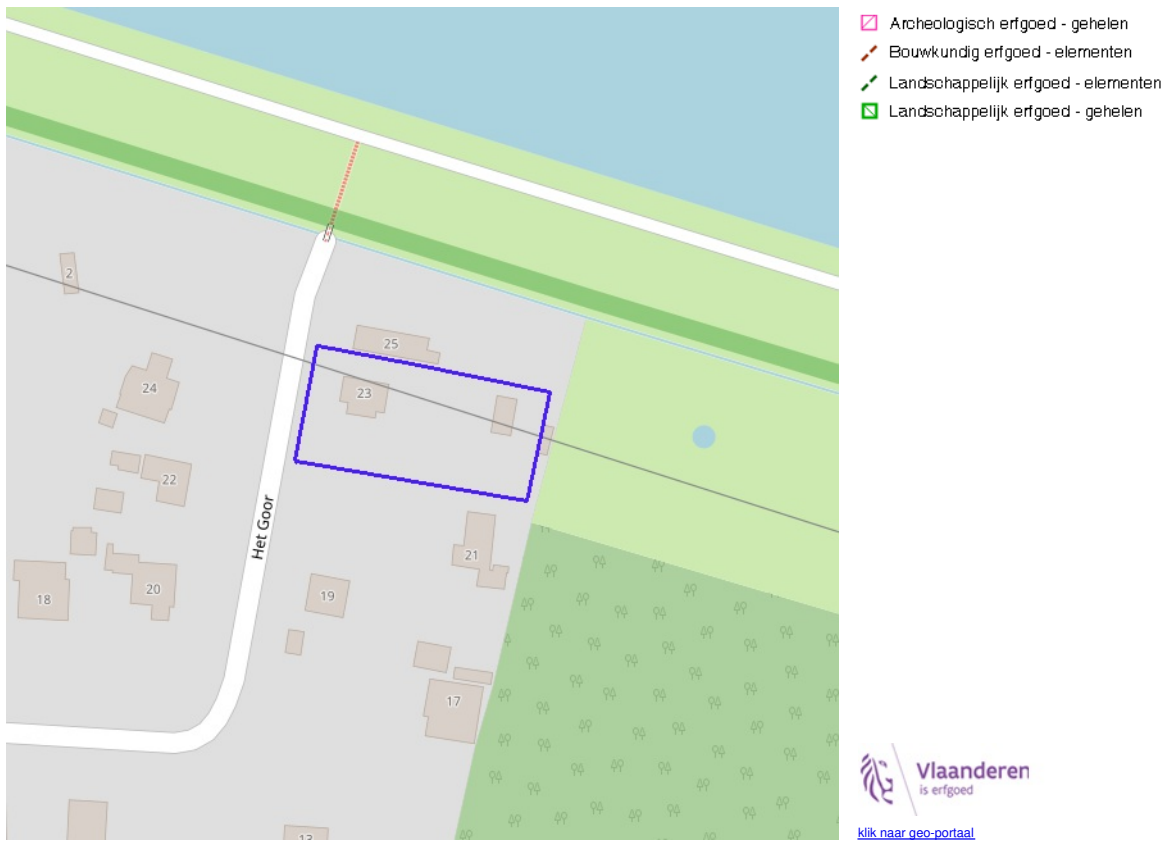 Archeologisch erfgoed - gehelen
Bouwkundig erfgoed - elementen
Landschappelijk erfgoed - elementen
Landschappelijk erfgoed - gehelen
2
25
24
23
22
Het Goor
21
20
19
18
17
13
Vlaanderen
is erfgoed
klik naar geo-portaal